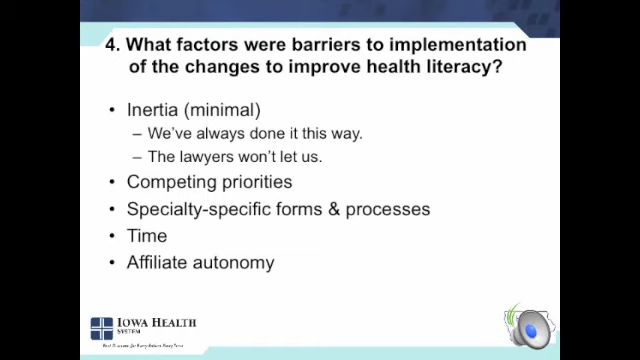 4. What factors were barriers to implementation
of the changes to improve health literacy?
• Inertia (minimal)
– We've always done it this way.
– The lawyers won't let us.
• Competing priorities
• Specialty-specific forms & processes
• Time
• Affiliate autonomy
IOWA HEALTH
SYSTEM